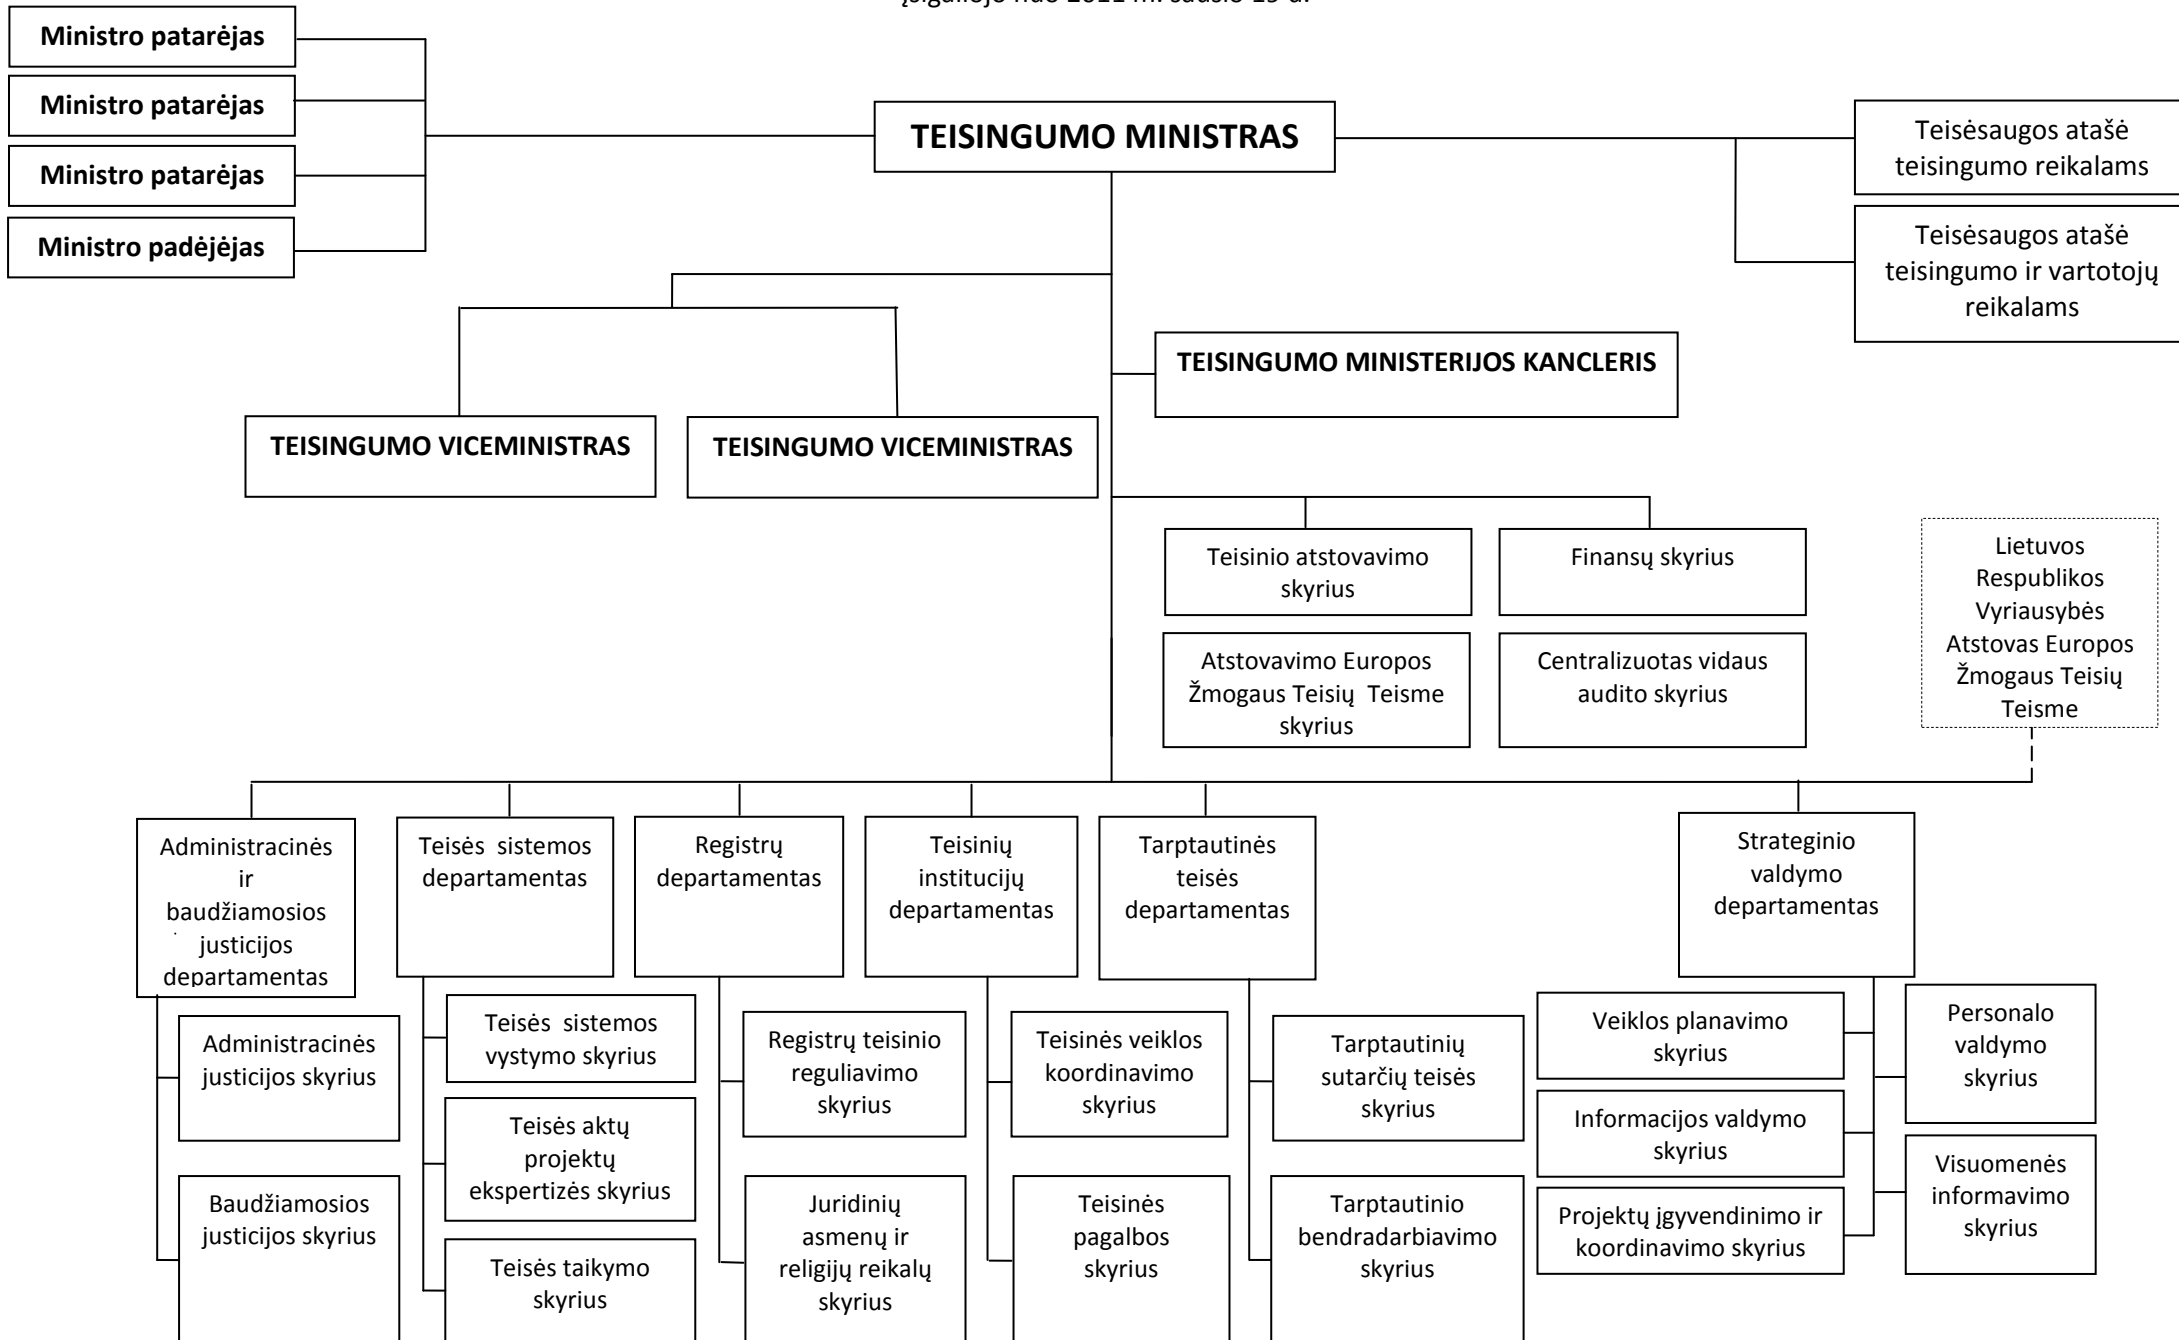 įsigaliojo nuo 2011 m. sausio 19 d.
Ministro patarėjas
Ministro patarėjas
Ministro patarėjas
Ministro padėjėjas
TEISINGUMO MINISTRAS
Teisėsaugos atašė
teisingumo reikalams
Teisėsaugos atašė
teisingumo ir vartotojų
reikalams
TEISINGUMO MINISTERIJOS KANCLERIS
TEISINGUMO VICEMINISTRAS
TEISINGUMO VICEMINISTRAS
Teisinio atstovavimo
skyrius
Finansų skyrius
Atstovavimo Europos
Žmogaus Teisių Teisme
skyrius
Centralizuotas vidaus
audito skyrius
Lietuvos
Respublikos
Vyriausybės
Atstovas Europos
Žmogaus Teisių
Teisme
Administracinės
ir
baudžiamosios
justicijos
departamentas
Teisės sistemos
departamentas
Registrų
departamentas
Teisinių
institucijų
departamentas
Tarptautinės
teisės
departamentas
Strateginio
valdymo
departamentas
Administracinės
justicijos skyrius
Baudžiamosios
justicijos skyrius
Teisės sistemos
vystymo skyrius
Teisės aktų
projektų
ekspertizės skyrius
Teisės taikymo
skyrius
Registrų teisinio
reguliavimo
skyrius
Juridinių
asmenų ir
religijų reikalų
skyrius
Teisinės veiklos
koordinavimo
skyrius
Teisinės
pagalbos
skyrius
Tarptautinių
sutarčių teisės
skyrius
Tarptautinio
bendradarbiavimo
skyrius
Veiklos planavimo
skyrius
Informacijos valdymo
skyrius
Projektų įgyvendinimo ir
koordinavimo skyrius
Personalo
valdymo
skyrius
Visuomenės
informavimo
skyrius